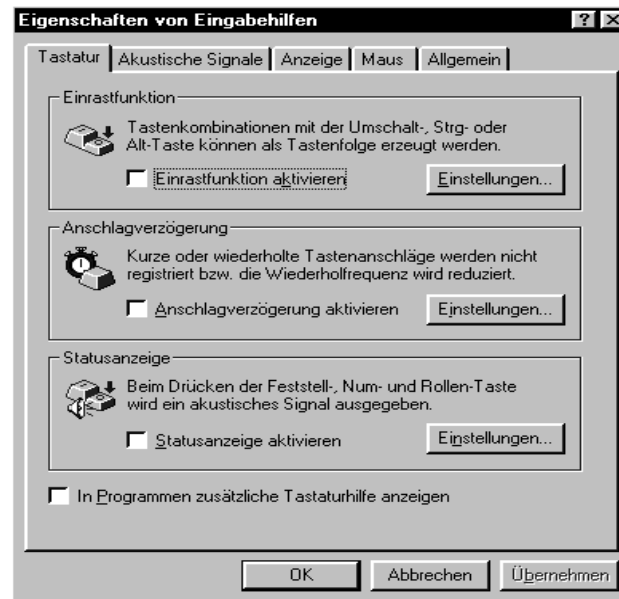 Eigenschaften von Eingabehilfen
Tastatur Akustische Signale Anzeige Maus Allgemein
Einrastfunktion
Tastenkombinationen mit der Umschalt-, Strg- oder
Alt-Taste können als Tastenfolge erzeugt werden.
Einrastfunktion aktivieren Einstellungen...
Anschlagverzögerung
Kurze oder wiederholte Tastenanschläge werden nicht
registriert bzw. die Wiederholfrequenz wird reduziert.
Anschlagverzögerung aktivieren Einstellungen...
Statusanzeige
Beim Drücken der Feststell-, Num- und Rollen-Taste
wird ein akustisches Signal ausgegeben.
Statusanzeige aktivieren Einstellungen...
In Programmen zusätzliche Tastaturhilfe anzeigen
OK Abbrechen Übernehmen